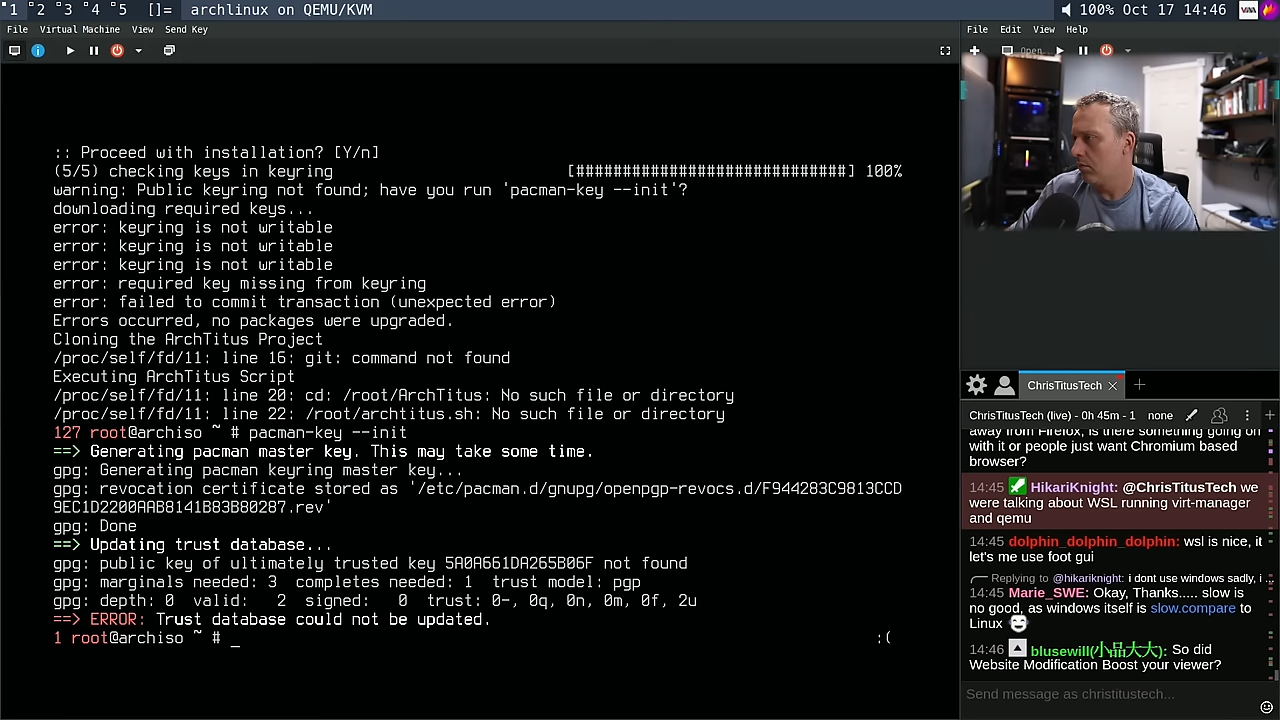 1 2 3 4 5 []= archlinux on QEMU/KVM
100% Oct 17 14:46
File Virtual Machine View Send Key
File Edit View Help
Open
:: Proceed with installation? [Y/n]
(5/5) checking keys in keyring [#############################] 100%
warning: Public keyring not found; have you run 'pacman-key --init'?
downloading required keys...
error: keyring is not writable
error: keyring is not writable
error: keyring is not writable
error: required key missing from keyring
error: failed to commit transaction (unexpected error)
Errors occurred, no packages were upgraded.
Cloning the ArchTitus Project
/proc/self/fd/11: line 16: git: command not found
Executing ArchTitus Script
/proc/self/fd/11: line 20: cd: /root/ArchTitus: No such file or directory
/proc/self/fd/11: line 22: /root/archtitus.sh: No such file or directory
127 root@archiso ~ # pacman-key --init
==> Generating pacman master key. This may take some time.
gpg: Generating pacman keyring master key...
gpg: revocation certificate stored as '/etc/pacman.d/gnupg/openpgp-revocs.d/F944283C9813CCD
9EC1D2200AAB8141B83B80287.rev'
gpg: Done
==> Updating trust database...
gpg: public key of ultimately trusted key 5A0A661DA265B06F not found
gpg: marginals needed: 3 completes needed: 1 trust model: pgp
gpg: depth: 0 valid: 2 signed: 0 trust: 0-, 0q, 0n, 0m, 0f, 2u
==> ERROR: Trust database could not be updated.
1 root@archiso ~ # _ :(
ChrisTitusTech
ChrisTitusTech (live) - 0h 45m - 1 none
away from Firefox, is there something going on
with it or people just want Chromium based
browser?
14:45 HikariKnight: @ChrisTitusTech we
were talking about WSL running virt-manager
and qemu
14:45 dolphin_dolphin_dolphin: wsl is nice, it
let's me use foot gui
Replying to @hikariknight: i dont use windows sadly, i ...
14:45 Marie_SWE: Okay, Thanks..... slow is
no good, as windows itself is slow.compare to
Linux
14:46 blusewill(小品大大): So did
Website Modification Boost your viewer?
Send message as christitustech...